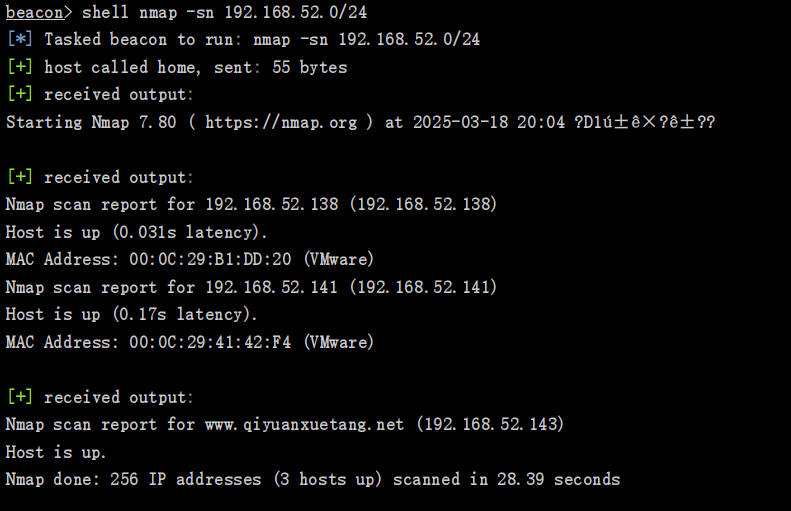 beacon> shell nmap -sn 192.168.52.0/24
[*] Tasked beacon to run: nmap -sn 192.168.52.0/24
[+] host called home, sent: 55 bytes
[+] received output:
Starting Nmap 7.80 ( https://nmap.org ) at 2025-03-18 20:04 ?D1ú±ê×?ê±??
[+] received output:
Nmap scan report for 192.168.52.138 (192.168.52.138)
Host is up (0.031s latency).
MAC Address: 00:0C:29:B1:DD:20 (VMware)
Nmap scan report for 192.168.52.141 (192.168.52.141)
Host is up (0.17s latency).
MAC Address: 00:0C:29:41:42:F4 (VMware)
[+] received output:
Nmap scan report for www.qiyuanxuetang.net (192.168.52.143)
Host is up.
Nmap done: 256 IP addresses (3 hosts up) scanned in 28.39 seconds